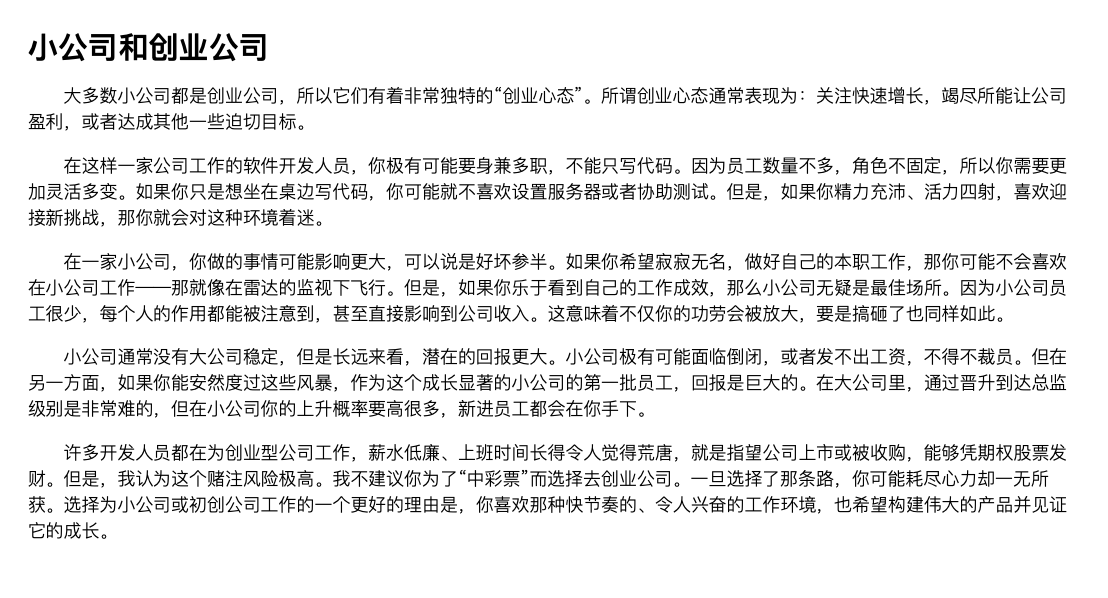 小公司和创业公司
大多数小公司都是创业公司，所以它们有着非常独特的“创业心态”。所谓创业心态通常表现为：关注快速增长，竭尽所能让公司
盈利，或者达成其他一些迫切目标。
在这样一家公司工作的软件开发人员，你极有可能要身兼多职，不能只写代码。因为员工数量不多，角色不固定，所以你需要更
加灵活多变。如果你只是想坐在桌边写代码，你可能就不喜欢设置服务器或者协助测试。但是，如果你精力充沛、活力四射，喜欢迎
接新挑战，那你就会对这种环境着迷。
在一家小公司，你做的事情可能影响更大，可以说是好坏参半。如果你希望寂寂无名，做好自己的本职工作，那你可能不会喜欢
在小公司工作——那就像在雷达的监视下飞行。但是，如果你乐于看到自己的工作成效，那么小公司无疑是最佳场所。因为小公司员
工很少，每个人的作用都能被注意到，甚至直接影响到公司收入。这意味着不仅你的功劳会被放大，要是搞砸了也同样如此。
小公司通常没有大公司稳定，但是长远来看，潜在的回报更大。小公司极有可能面临倒闭，或者发不出工资，不得不裁员。但在
另一方面，如果你能安然度过这些风暴，作为这个成长显著的小公司的第一批员工，回报是巨大的。在大公司里，通过晋升到达总监
级别是非常难的，但在小公司你的上升概率要高很多，新进员工都会在你手下。
许多开发人员都在为创业型公司工作，薪水低廉、上班时间长得令人觉得荒唐，就是指望公司上市或被收购，能够凭期权股票发
财。但是，我认为这个赌注风险极高。我不建议你为了“中彩票”而选择去创业公司。一旦选择了那条路，你可能耗尽心力却一无所
获。选择为小公司或初创公司工作的一个更好的理由是，你喜欢那种快节奏的、令人兴奋的工作环境，也希望构建伟大的产品并见证
它的成长。